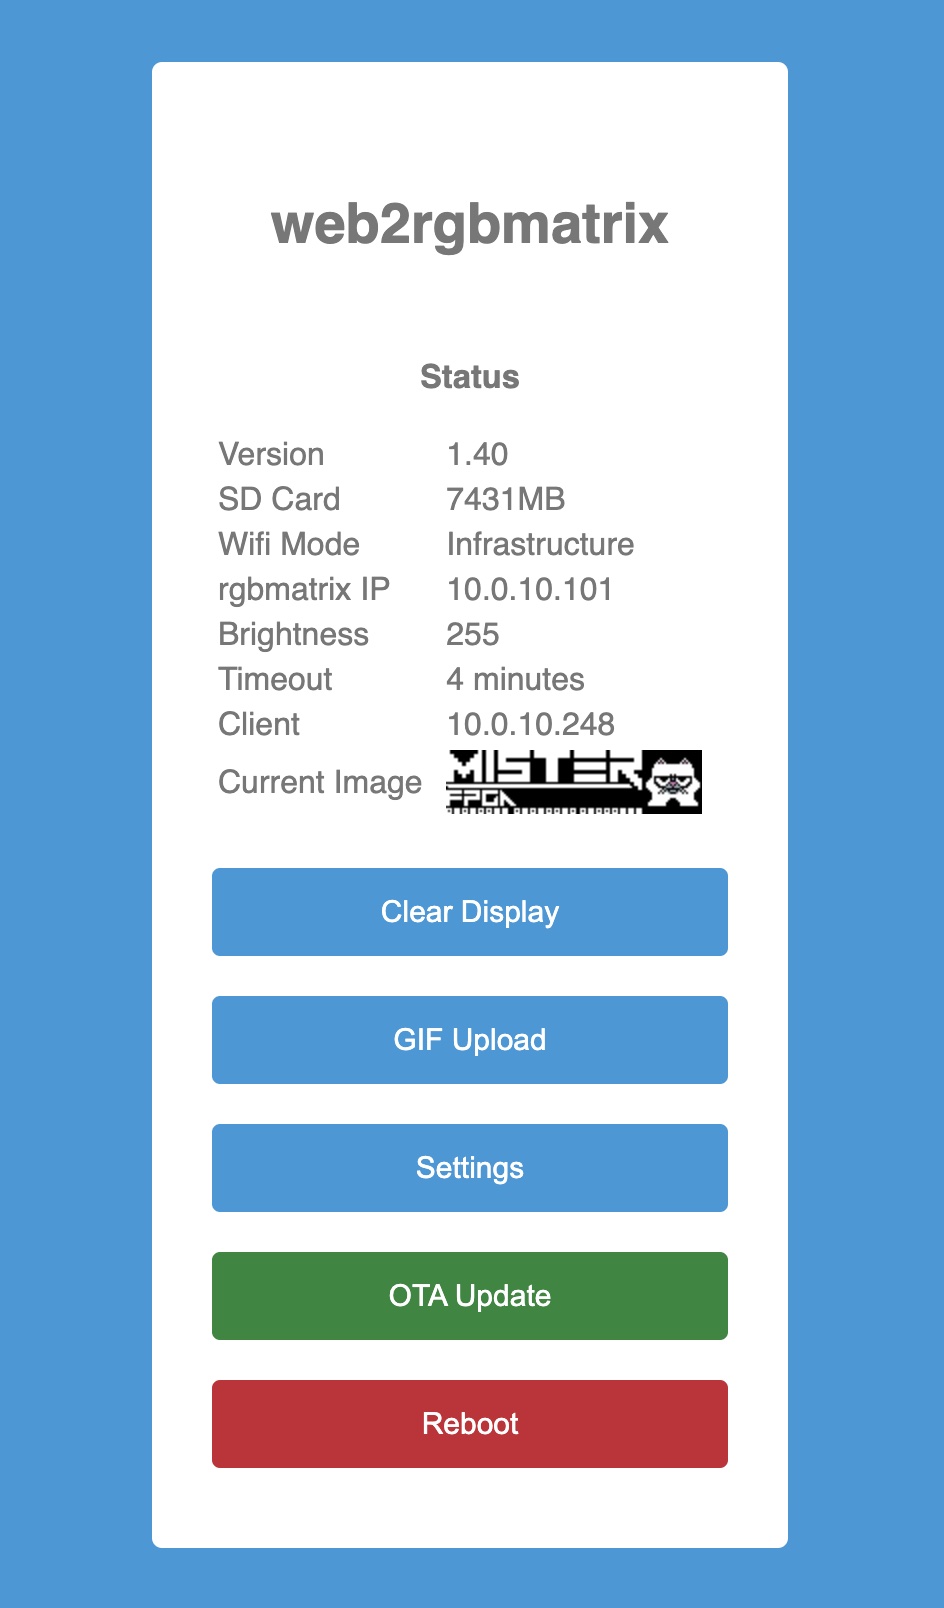 web2rgbmatrix
Status
Version 1.40
SD Card 7431MB
Wifi Mode Infrastructure
rgbmatrix IP 10.0.10.101
Brightness 255
Timeout 4 minutes
Client 10.0.10.248
Current Image MISTER
FPGA
Clear Display
GIF Upload
Settings
OTA Update
Reboot